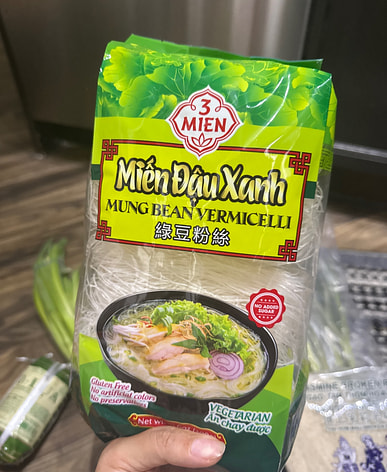 3
MIEN
Miến Đậu Xanh
MUNG BEAN VERMICELLI
綠豆粉絲
NO ADDED
SUGAR
Gluten Free
No artificial colors
No preservatives
VEGETARIAN
Ăn chay được
Net